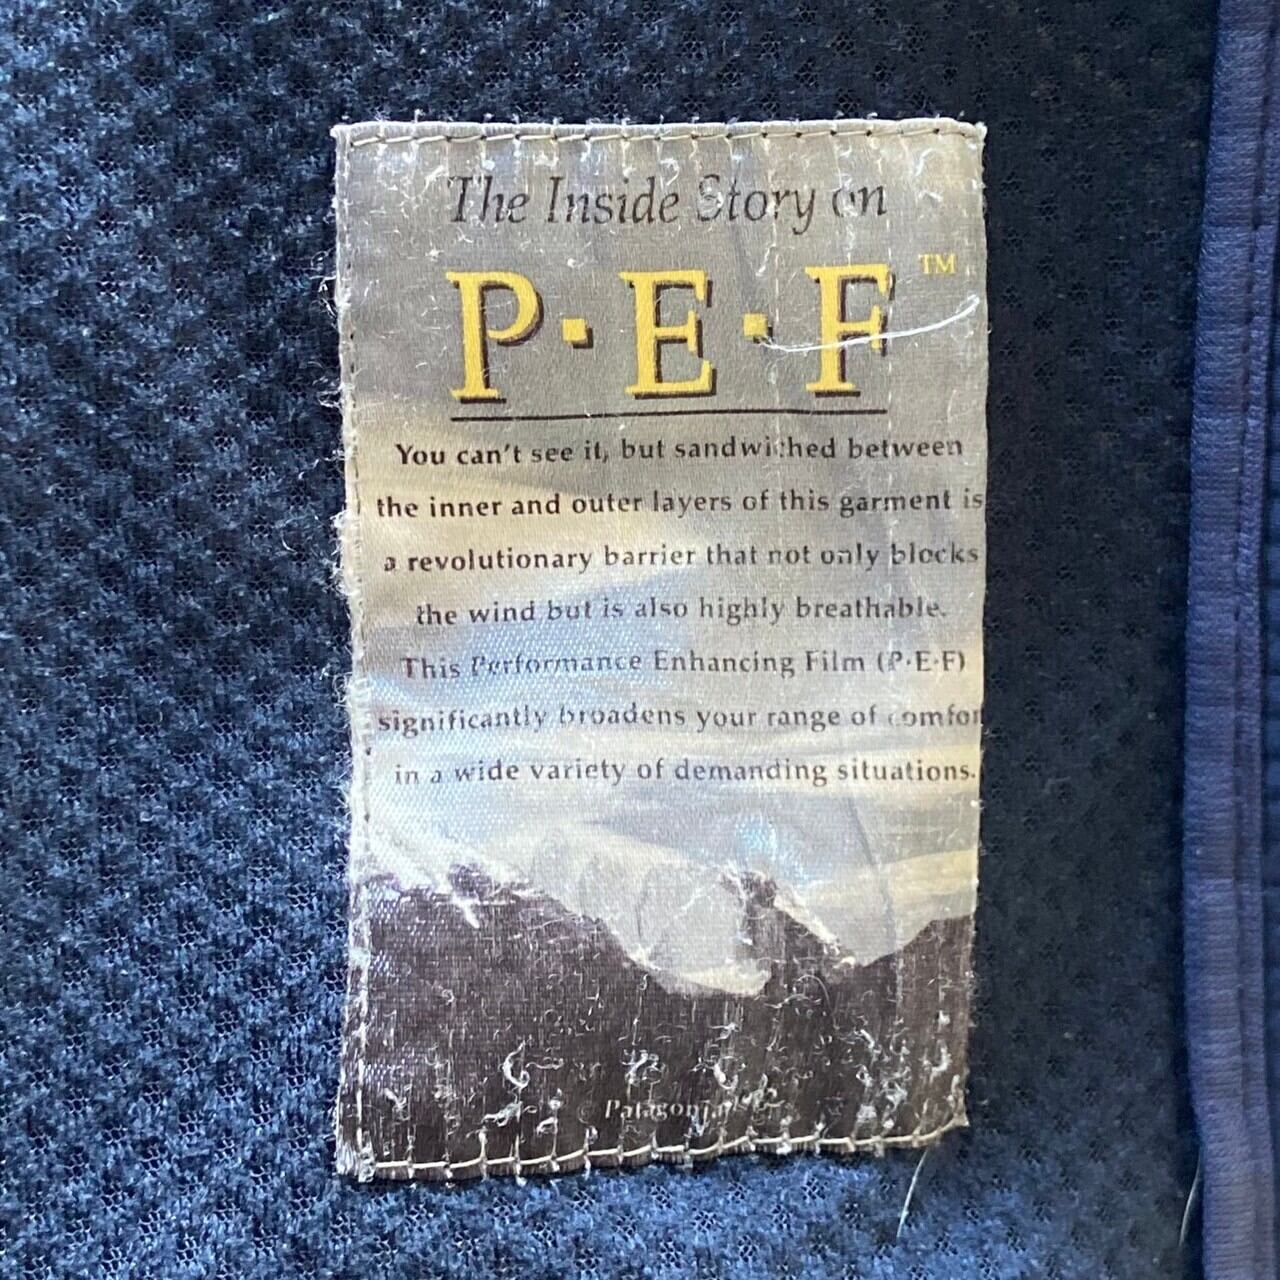 The Inside Story on
P·E·F™
You can't see it, but sandwiched between
the inner and outer layers of this garment is
a revolutionary barrier that not only blocks
the wind but is also highly breathable.
This Performance Enhancing Film (P·E·F)
significantly broadens your range of comfor
in a wide variety of demanding situations.
© Patagonia,